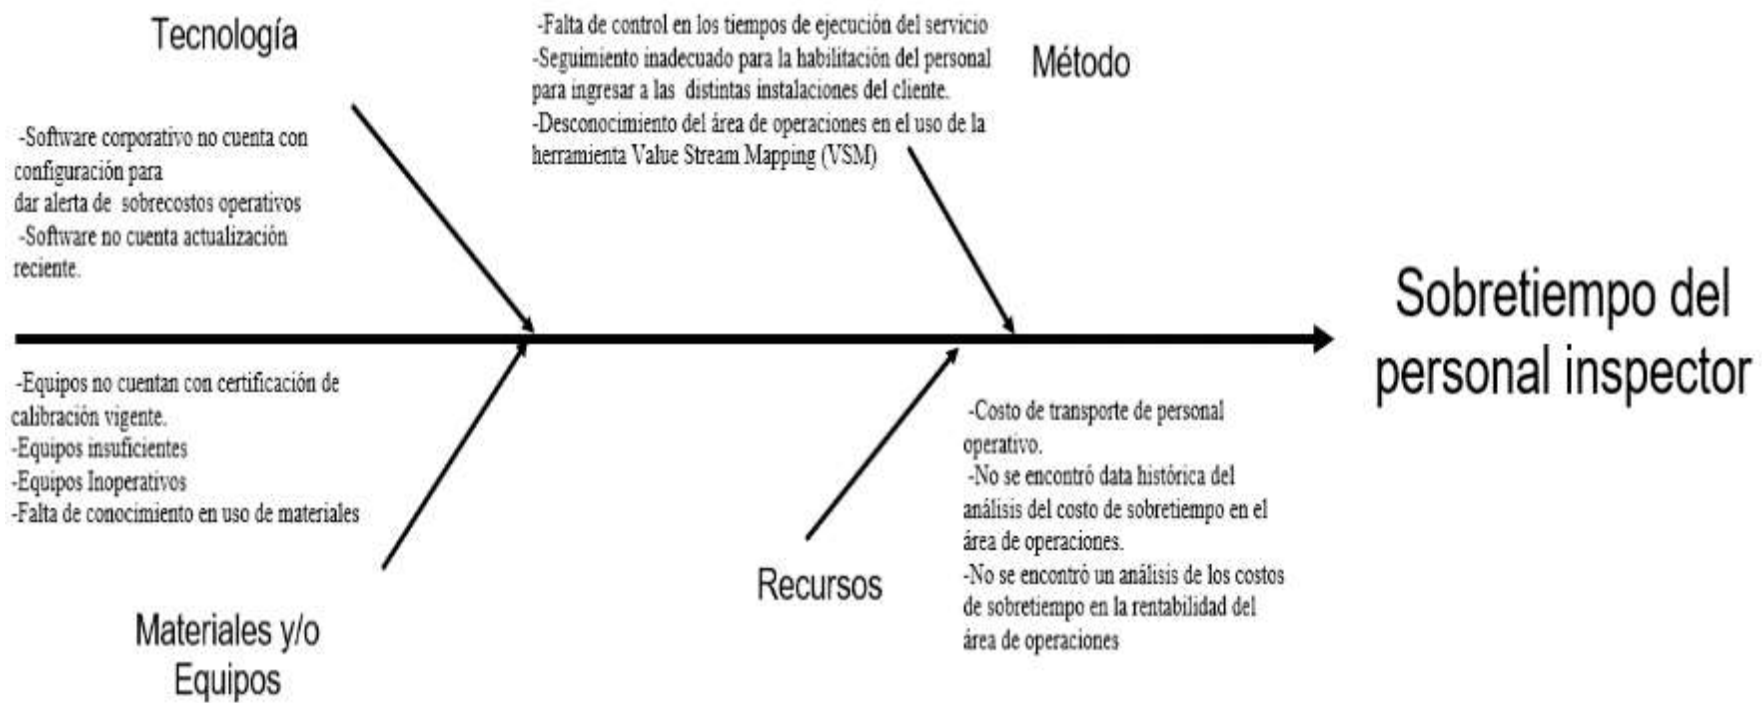 Tecnología
-Software corporativo no cuenta con
configuración para
dar alerta de sobrecostos operativos
-Software no cuenta actualización
reciente.
-Falta de control en los tiempos de ejecución del servicio
-Seguimiento inadecuado para la habilitación del personal
para ingresar a las distintas instalaciones del cliente.
-Desconocimiento del área de operaciones en el uso de la
herramienta Value Stream Mapping (VSM)
Método
Sobretiempo del
personal inspector
-Equipos no cuentan con certificación de
calibración vigente.
-Equipos insuficientes
-Equipos Inoperativos
-Falta de conocimiento en uso de materiales
Materiales y/o
Equipos
Recursos
-Costo de transporte de personal
operativo.
-No se encontró data histórica del
análisis del costo de sobretiempo en el
área de operaciones.
-No se encontró un análisis de los costos
de sobretiempo en la rentabilidad del
área de operaciones